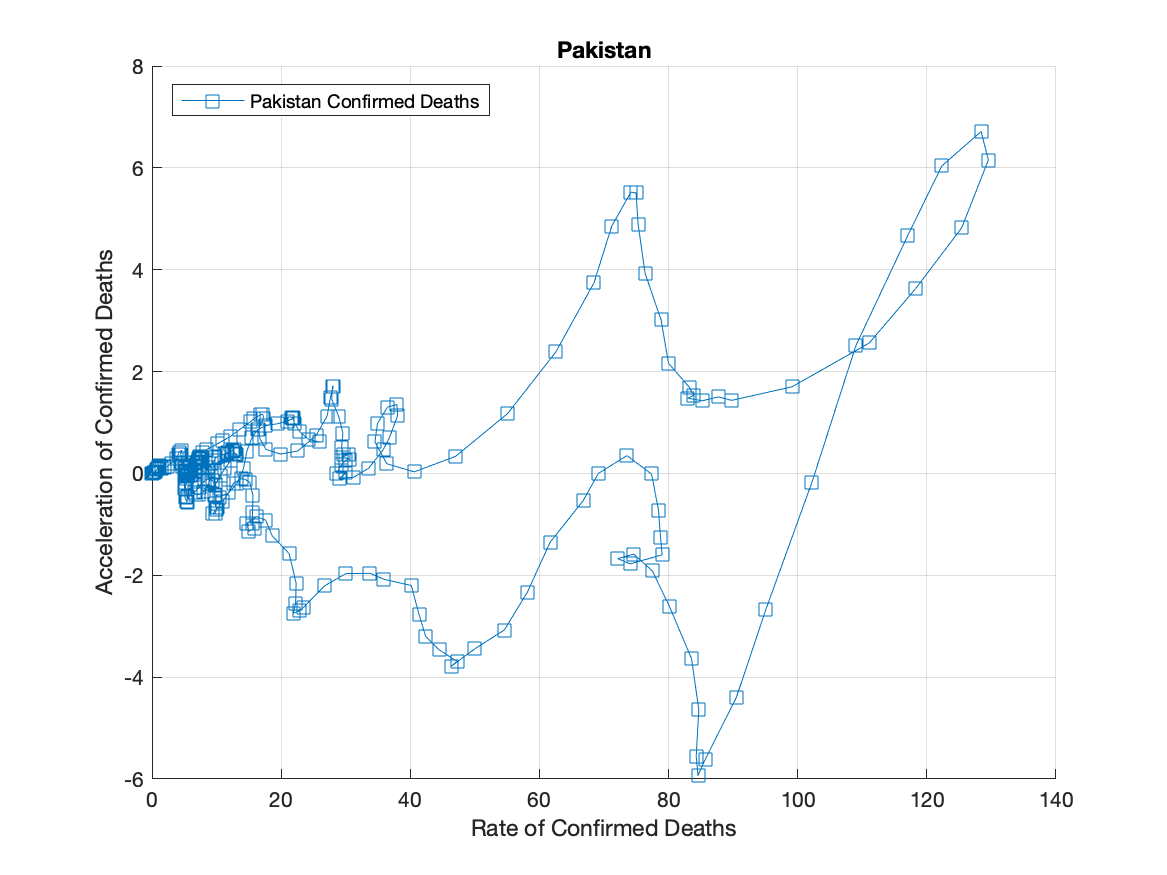 Pakistan
8
Pakistan Confirmed Deaths
6
4
2
0
-2
-4
-6
Acceleration of Confirmed Deaths
0 20 40 60 80 100 120 140
Rate of Confirmed Deaths